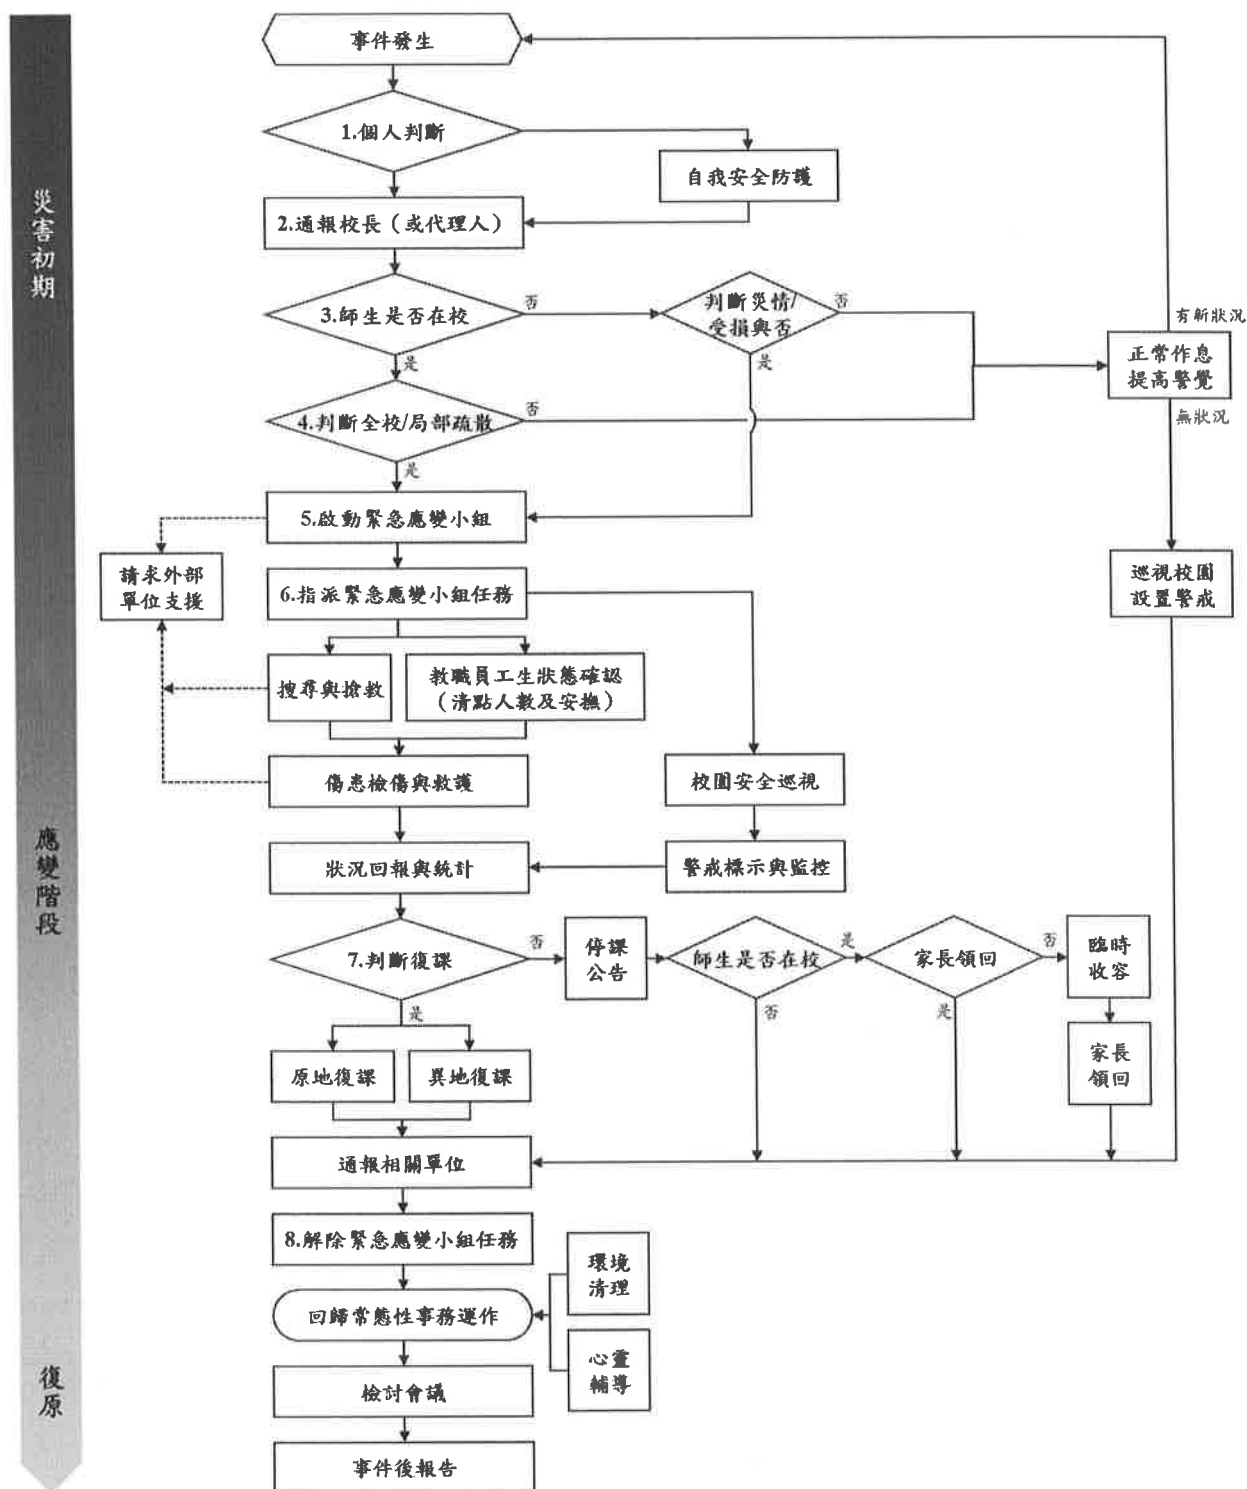 事件發生
1.個人判斷
自我安全防護
2.通報校長（或代理人）
災害初期
3.師生是否在校
否
判斷災情/
受損與否
否
有新狀況
正常作息
提高警覺
無狀況
是
是
4.判斷全校/局部疏散
否
是
5.啟動緊急應變小組
請求外部
單位支援
6.指派緊急應變小組任務
巡視校園
設置警戒
搜尋與搶救
教職員工生狀態確認
（清點人數及安撫）
傷患檢傷與救護
校園安全巡視
應變階段
狀況回報與統計
警戒標示與監控
7.判斷復課
否
停課
公告
師生是否在校
是
家長領回
否
臨時
收容
是
否
是
原地復課
異地復課
家長
領回
通報相關單位
8.解除緊急應變小組任務
環境
清理
回歸常態性事務運作
心靈
輔導
復原
檢討會議
事件後報告